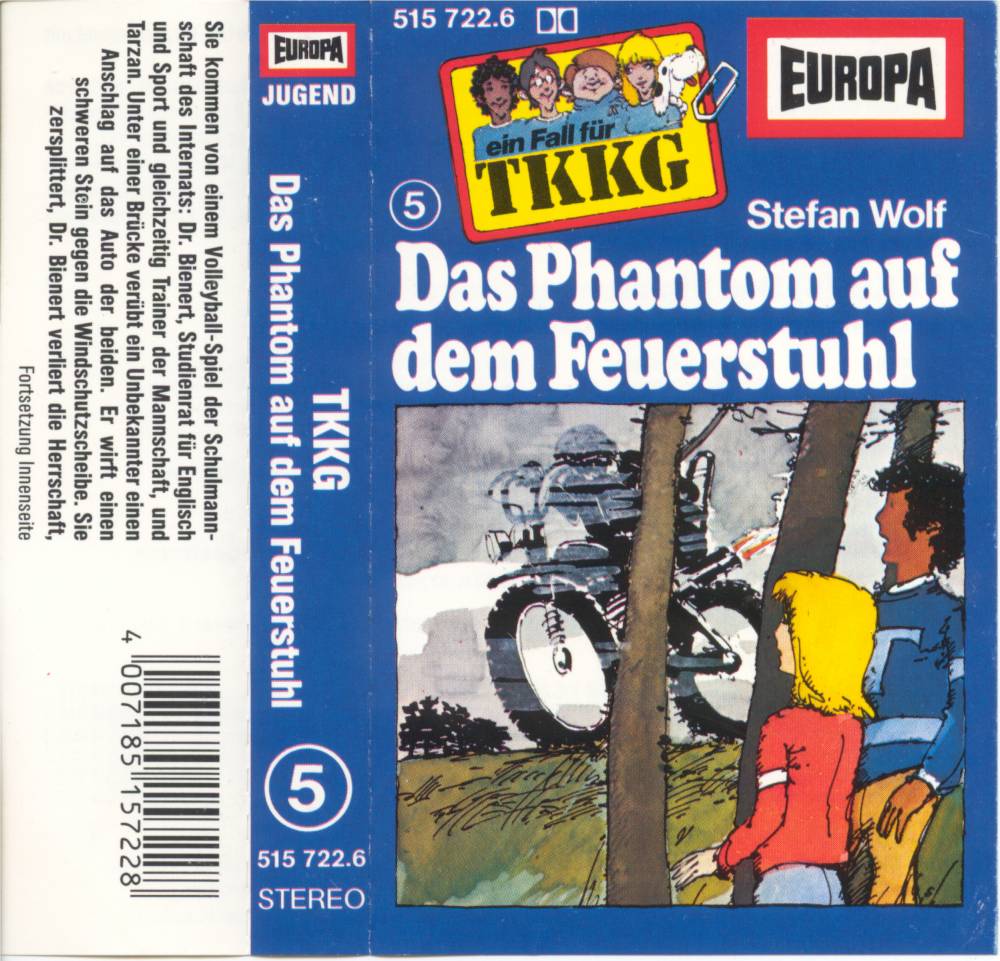 Sie kommen von einem Volleyball-Spiel der Schulmann-
schaft des Internats: Dr. Bienert, Studienrat für Englisch
und Sport und gleichzeitig Trainer der Mannschaft, und
Tarzan. Unter einer Brücke verübt ein Unbekannter einen
Anschlag auf das Auto der beiden. Er wirft einen
schweren Stein gegen die Windschutzscheibe. Sie
zersplittert, Dr. Bienert verliert die Herrschaft,
Fortsetzung Innenseite
4 007185 157228
EUROPA
JUGEND
TKKG
Das Phantom auf dem Feuerstuhl
5
515 722.6
STEREO
515 722.6
ein Fall für
TKKG
EUROPA
5
Stefan Wolf
Das Phantom auf
dem Feuerstuhl